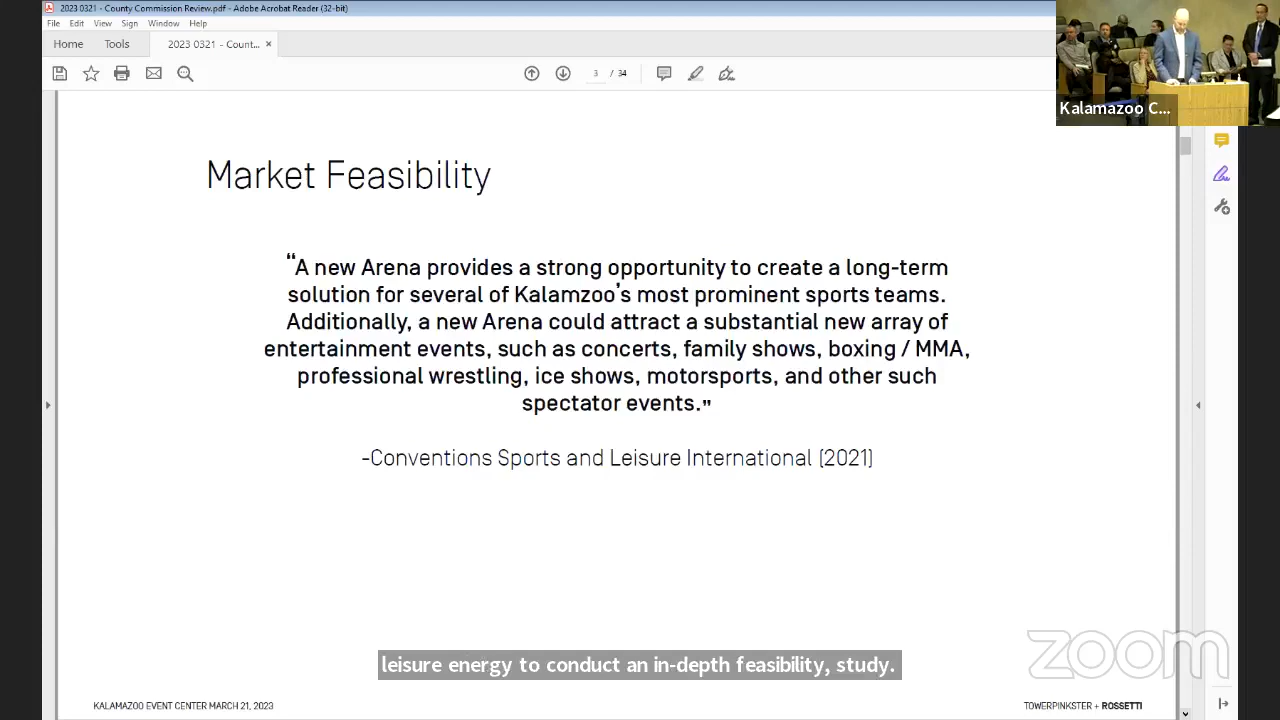 2023 0321 - County Commission Review.pdf - Adobe Acrobat Reader (32-bit)
File Edit View Sign Window Help
Home Tools 2023 0321 - Count... ×
3 / 34
Kalamazoo C...
Market Feasibility
“A new Arena provides a strong opportunity to create a long-term
solution for several of Kalamzoo's most prominent sports teams.
Additionally, a new Arena could attract a substantial new array of
entertainment events, such as concerts, family shows, boxing / MMA,
professional wrestling, ice shows, motorsports, and other such
spectator events.”
-Conventions Sports and Leisure International (2021)
zoom
leisure energy to conduct an in-depth feasibility, study.
KALAMAZOO EVENT CENTER MARCH 21, 2023
TOWERPINKSTER + ROSSETTI